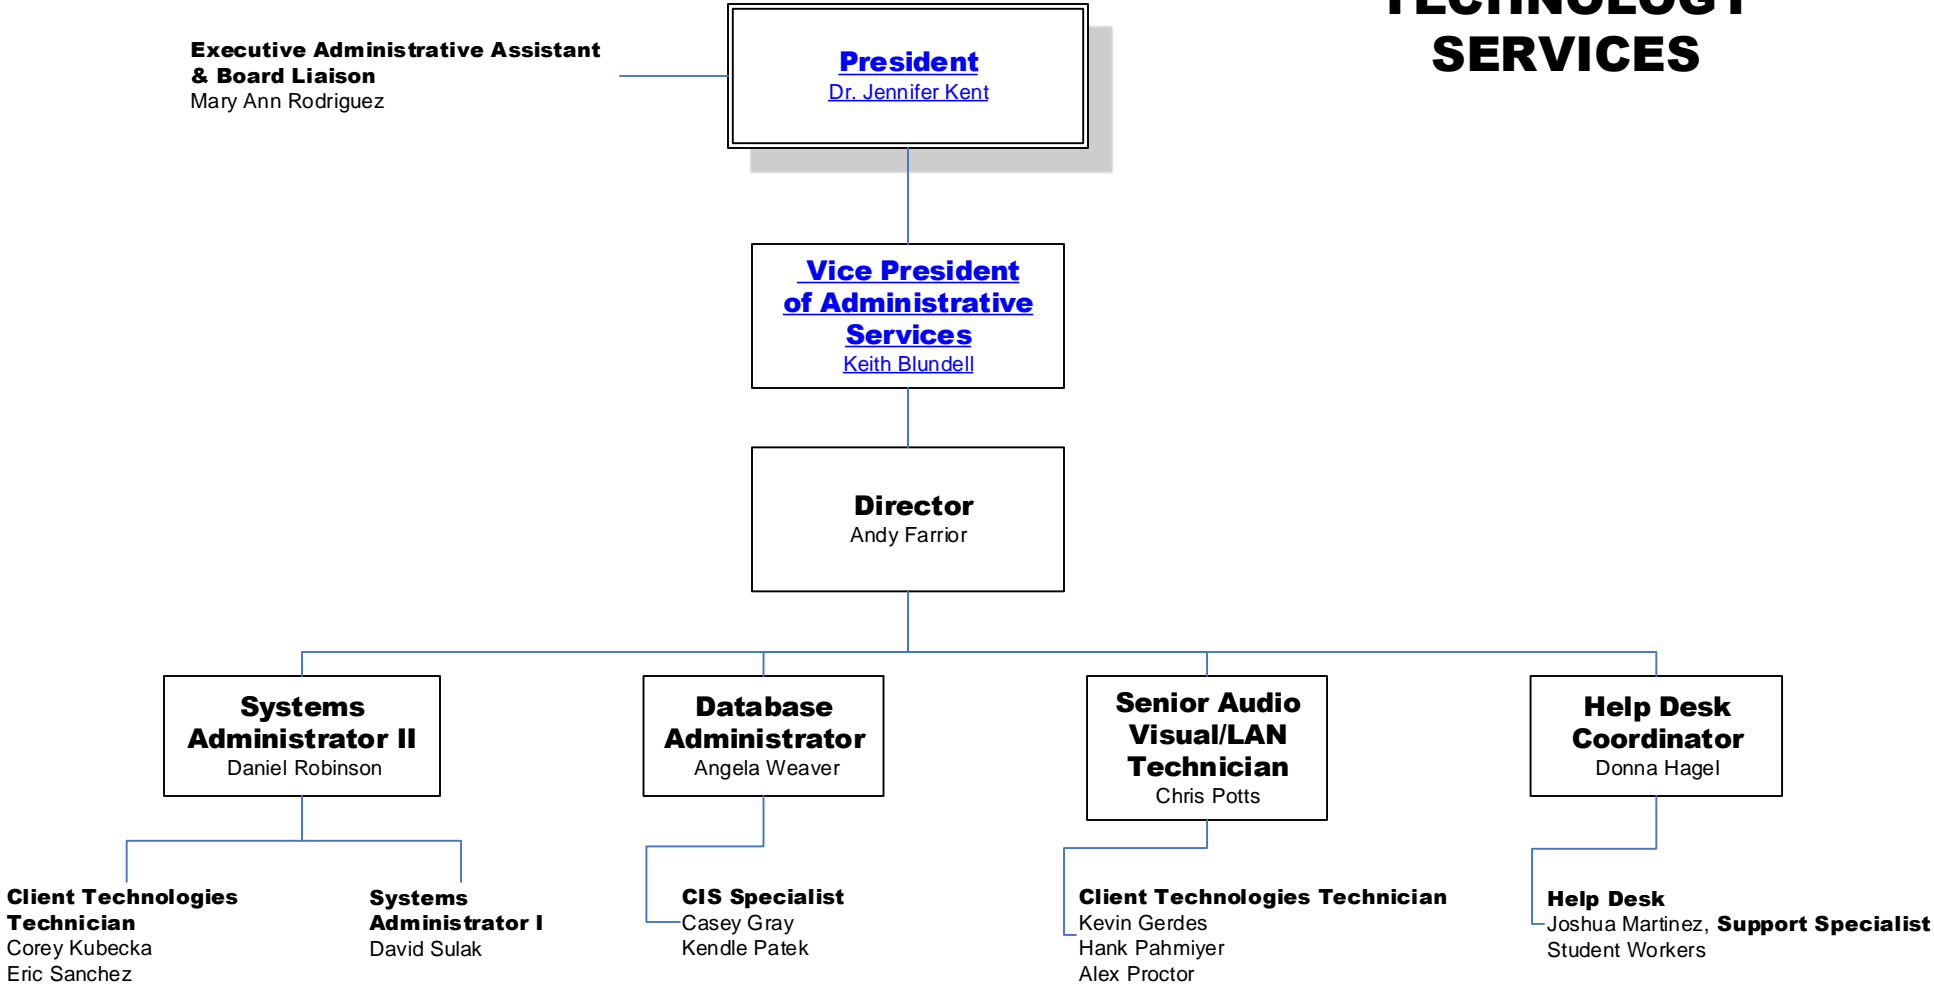 TECHNOLOGY
SERVICES
Executive Administrative Assistant
& Board Liaison
Mary Ann Rodriguez
President
Dr. Jennifer Kent
Vice President
of Administrative
Services
Keith Blundell
Director
Andy Farrior
Systems
Administrator II
Daniel Robinson
Database
Administrator
Angela Weaver
Senior Audio
Visual/LAN
Technician
Chris Potts
Help Desk
Coordinator
Donna Hagel
Client Technologies
Technician
Corey Kubecka
Eric Sanchez
Systems
Administrator I
David Sulak
CIS Specialist
Casey Gray
Kendle Patek
Client Technologies Technician
Kevin Gerdes
Hank Pahmiyer
Alex Proctor
Help Desk
Joshua Martinez, Support Specialist
Student Workers